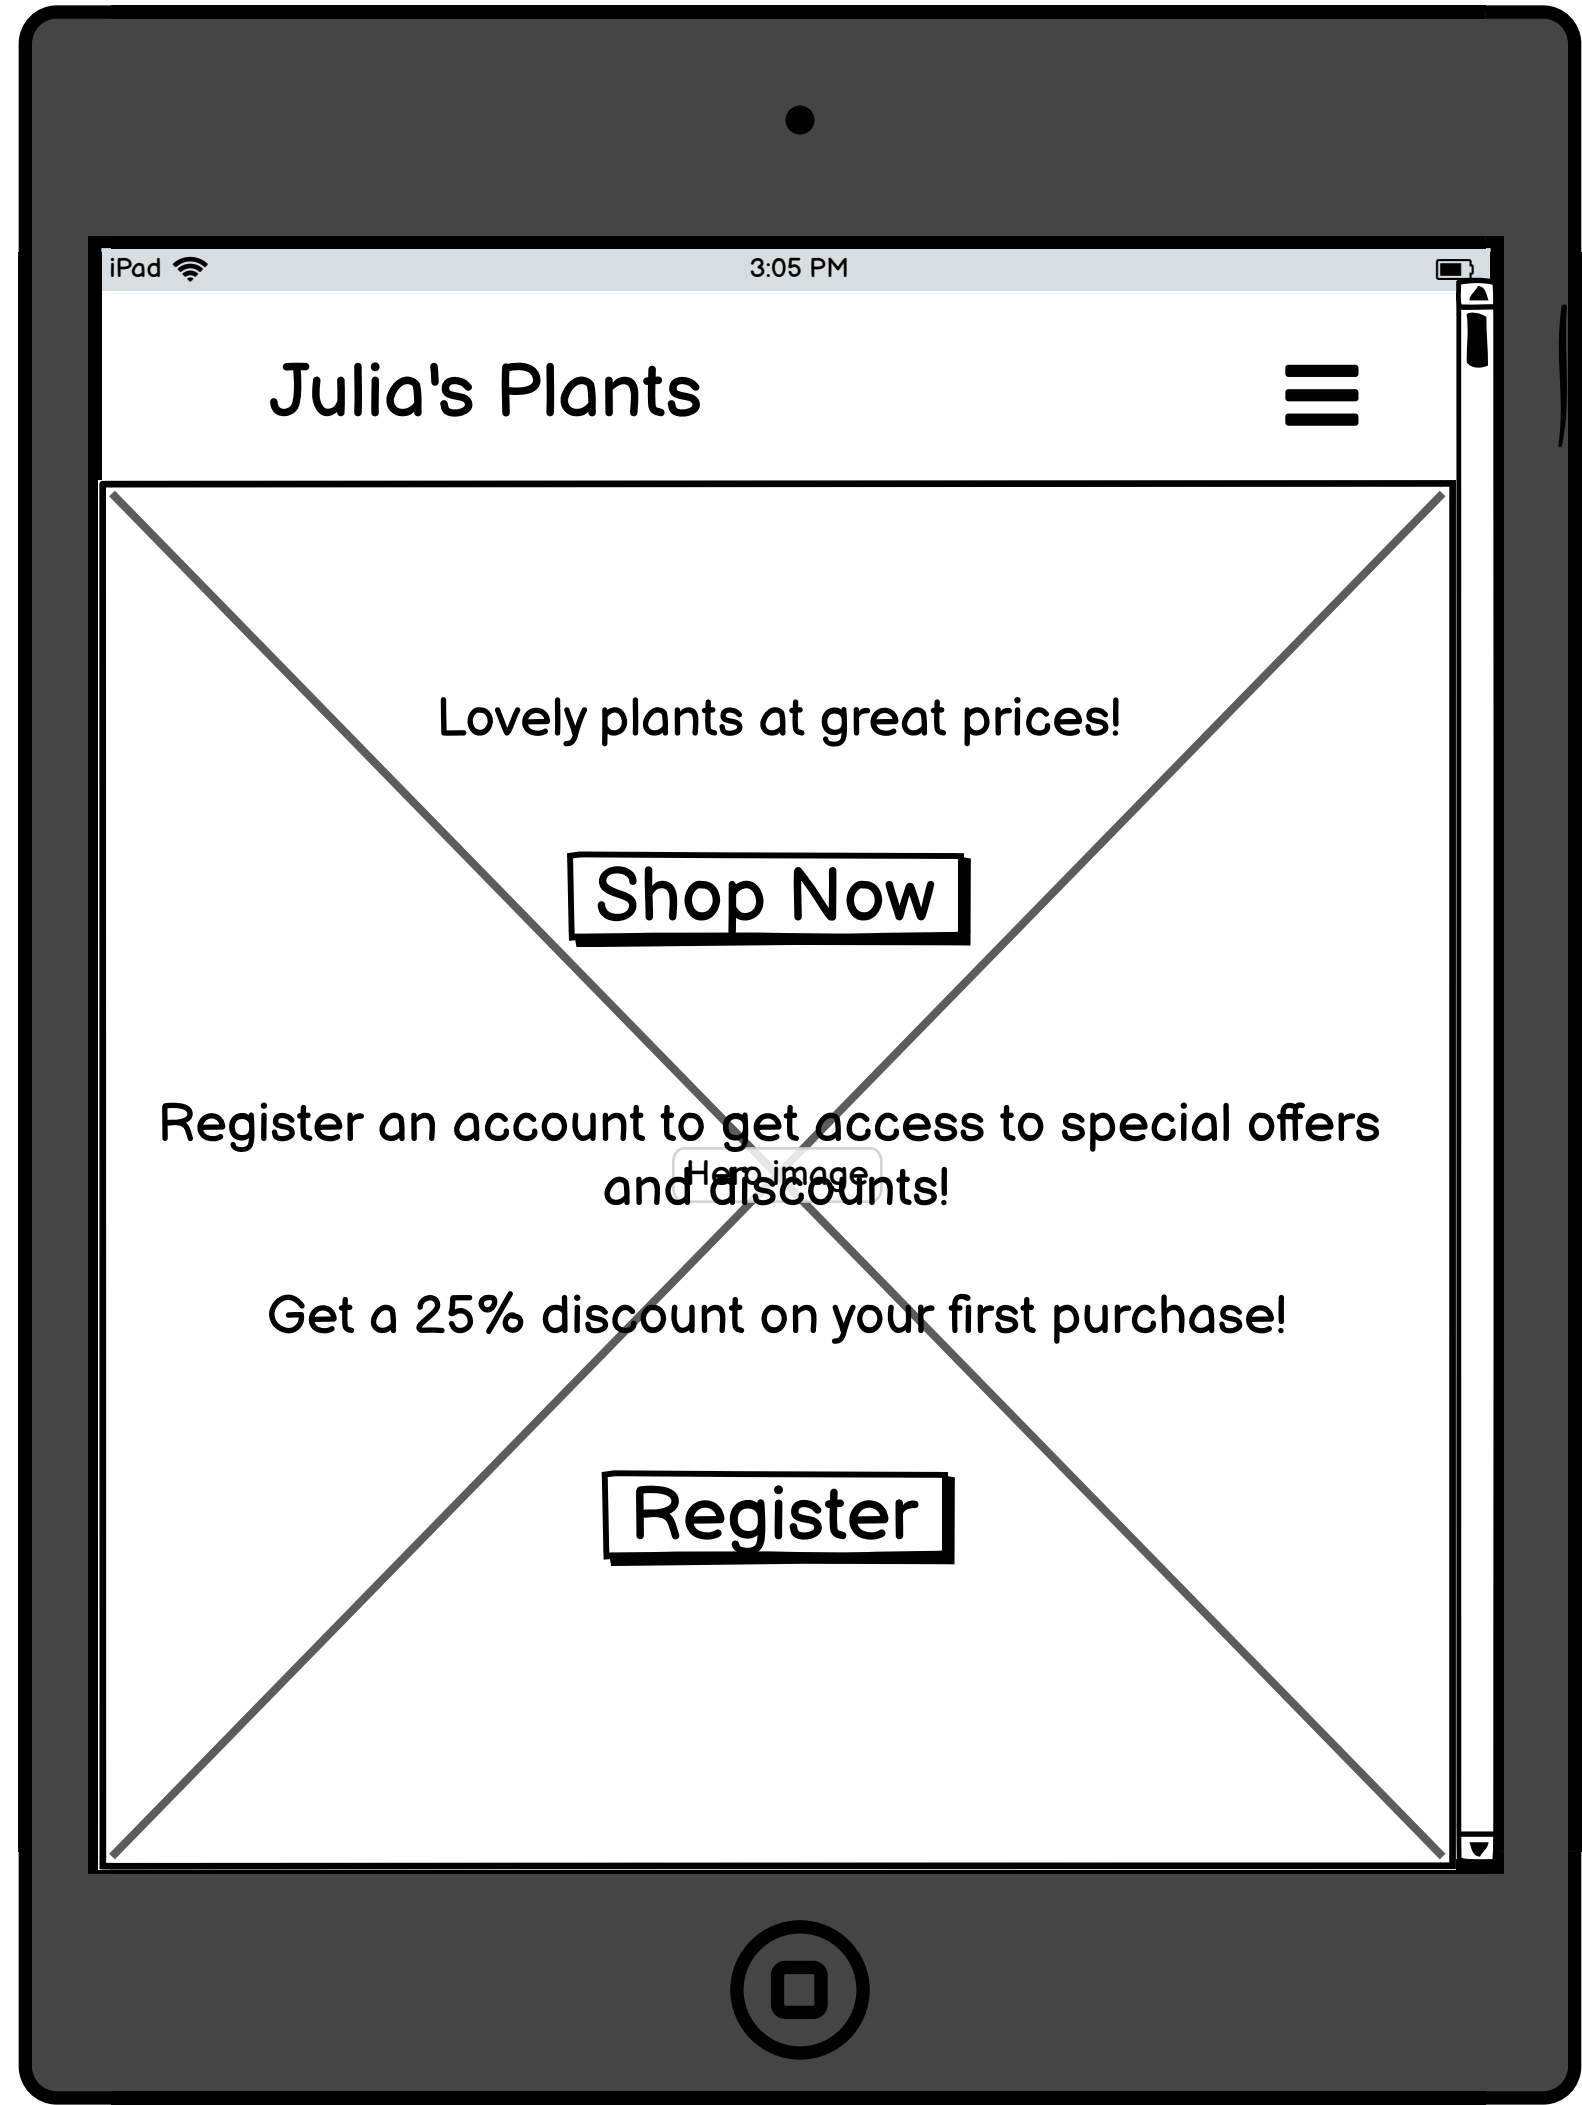 iPad
3:05 PM
Julia's Plants
Lovely plants at great prices!
Shop Now
Register an account to get access to special offers
Hero image
and discounts!
Get a 25% discount on your first purchase!
Register